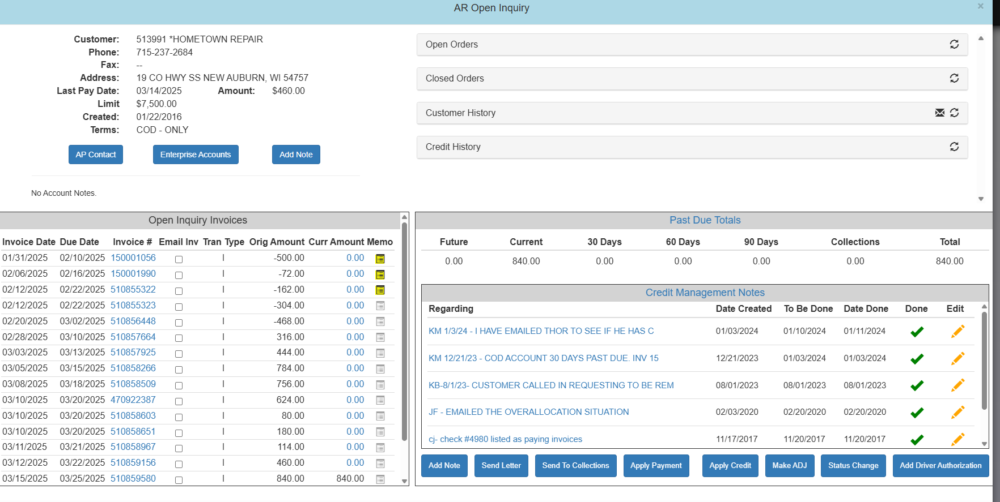 AR Open Inquiry
×
Customer: 513991 *HOMETOWN REPAIR
Phone: 715-237-2684
Fax: --
Address: 19 CO HWY SS NEW AUBURN, WI 54757
Last Pay Date: 03/14/2025 Amount: $460.00
Limit $7,500.00
Created: 01/22/2016
Terms: COD - ONLY
AP Contact Enterprise Accounts Add Note
No Account Notes.
Open Orders
Closed Orders
Customer History
Credit History
Open Inquiry Invoices
Invoice Date Due Date Invoice # Email Inv Tran Type Orig Amount Curr Amount Memo
01/31/2025 02/10/2025 150001056 I -500.00 0.00
02/06/2025 02/16/2025 150001990 I -72.00 0.00
02/12/2025 02/22/2025 510855322 I -162.00 0.00
02/12/2025 02/22/2025 510855323 I -304.00 0.00
02/20/2025 03/02/2025 510856448 I -468.00 0.00
02/28/2025 03/10/2025 510857664 I 316.00 0.00
03/03/2025 03/13/2025 510857925 I 444.00 0.00
03/05/2025 03/15/2025 510858266 I 784.00 0.00
03/08/2025 03/18/2025 510858509 I 756.00 0.00
03/10/2025 03/20/2025 470922387 I 624.00 0.00
03/10/2025 03/20/2025 510858603 I 80.00 0.00
03/10/2025 03/20/2025 510858651 I 180.00 0.00
03/11/2025 03/21/2025 510858967 I 114.00 0.00
03/12/2025 03/22/2025 510859156 I 460.00 0.00
03/15/2025 03/25/2025 510859580 I 840.00 840.00
Past Due Totals
Future Current 30 Days 60 Days 90 Days Collections Total
0.00 840.00 0.00 0.00 0.00 0.00 840.00
Credit Management Notes
Regarding Date Created To Be Done Date Done Done Edit
KM 1/3/24 - I HAVE EMAILED THOR TO SEE IF HE HAS C 01/03/2024 01/10/2024 01/11/2024
KM 12/21/23 - COD ACCOUNT 30 DAYS PAST DUE. INV 15 12/21/2023 01/03/2024 01/03/2024
KB-8/1/23- CUSTOMER CALLED IN REQUESTING TO BE REM 08/01/2023 08/01/2023 08/01/2023
JF - EMAILED THE OVERALLOCATION SITUATION 02/03/2020 02/20/2020 02/20/2020
cj- check #4980 listed as paying invoices 11/17/2017 11/20/2017 11/20/2017
Add Note Send Letter Send To Collections Apply Payment Apply Credit Make ADJ Status Change Add Driver Authorization